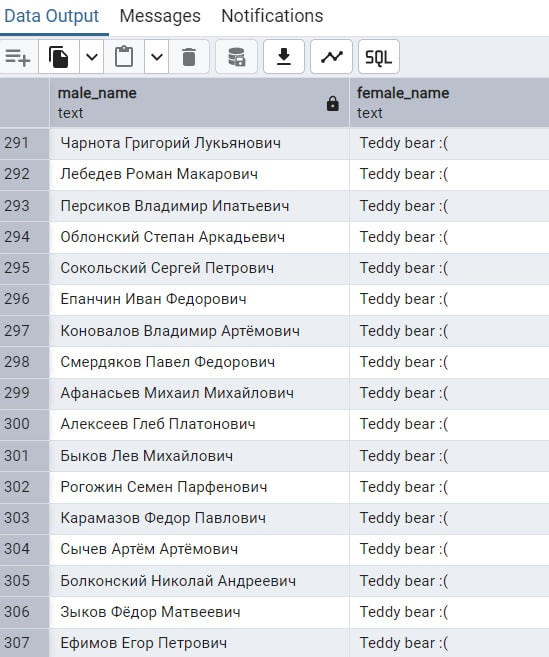 Data Output Messages Notifications
SQL
male_name female_name
text text
291 Чарнота Григорий Лукьянович Teddy bear :(
292 Лебедев Роман Макарович Teddy bear :(
293 Персиков Владимир Ипатьевич Teddy bear :(
294 Облонский Степан Аркадьевич Teddy bear :(
295 Сокольский Сергей Петрович Teddy bear :(
296 Епанчин Иван Федорович Teddy bear :(
297 Коновалов Владимир Артёмович Teddy bear :(
298 Смердяков Павел Федорович Teddy bear :(
299 Афанасьев Михаил Михайлович Teddy bear :(
300 Алексеев Глеб Платонович Teddy bear :(
301 Быков Лев Михайлович Teddy bear :(
302 Рогожин Семен Парфенович Teddy bear :(
303 Карамазов Федор Павлович Teddy bear :(
304 Сычев Артём Артёмович Teddy bear :(
305 Болконский Николай Андреевич Teddy bear :(
306 Зыков Фёдор Матвеевич Teddy bear :(
307 Ефимов Егор Петрович Teddy bear :(